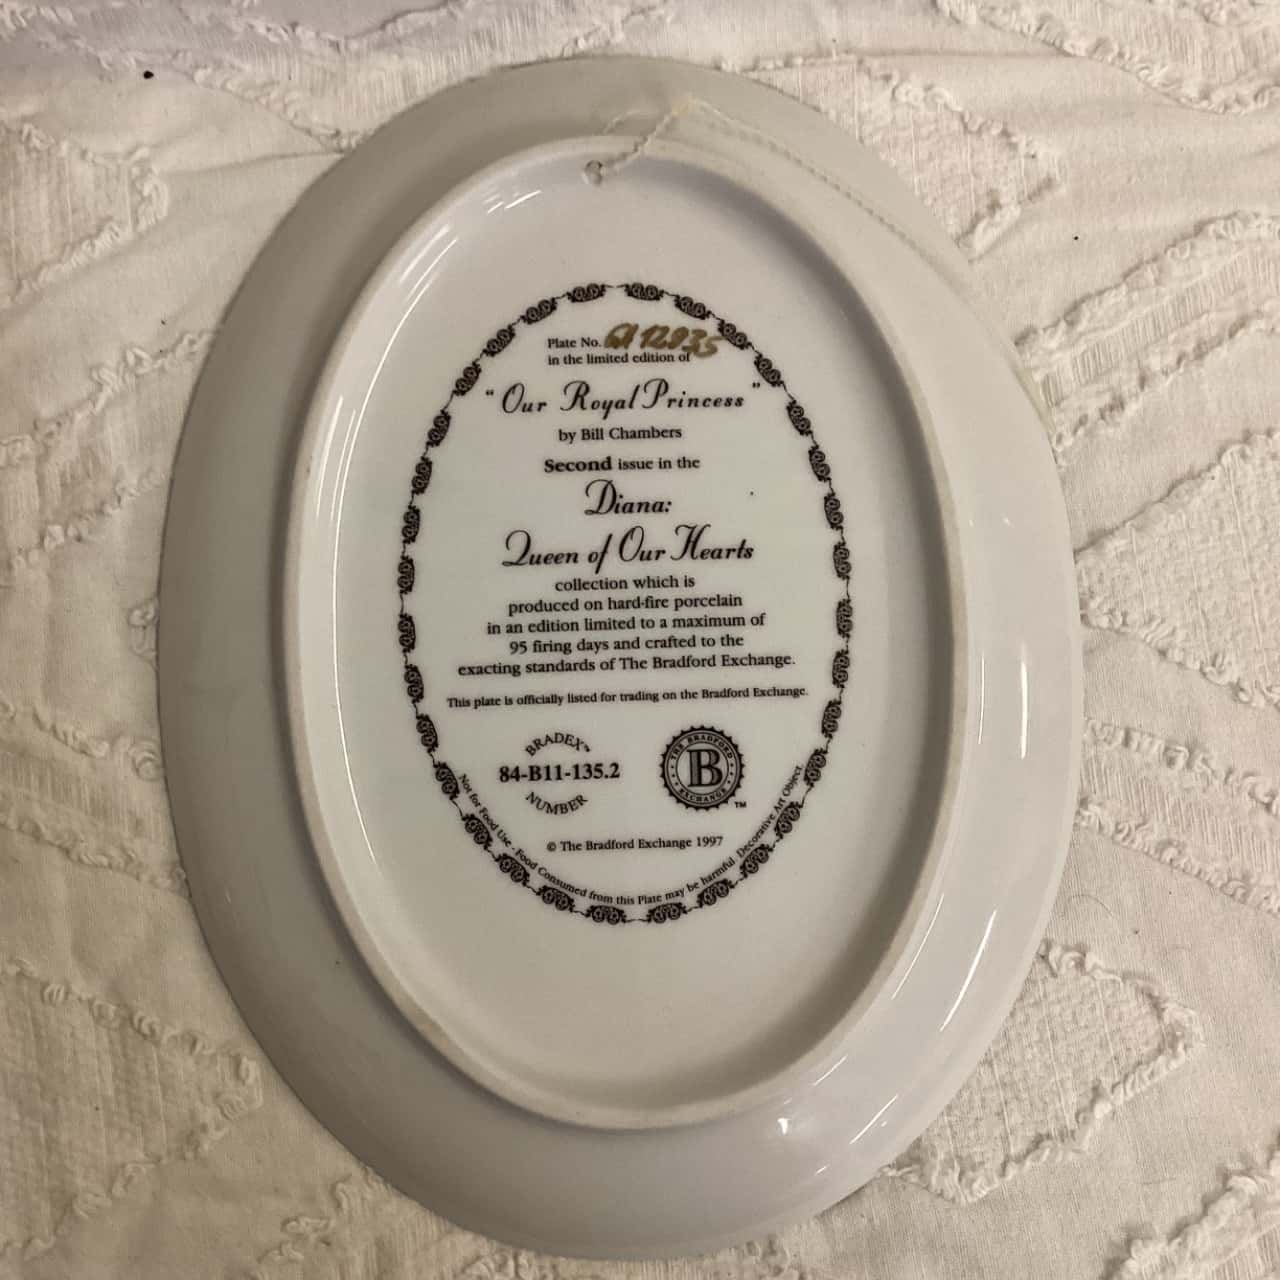 Plate No.
in the limited edition of
“Our Royal Princess”
by Bill Chambers
Second issue in the
Diana:
Queen of Our Hearts
collection which is
produced on hard-fire porcelain
in an edition limited to a maximum of
95 firing days and crafted to the
exacting standards of The Bradford Exchange.
This plate is officially listed for trading on the Bradford Exchange.
BRADEX™
84-B11-135.2
NUMBER
THE BRADFORD
B
EXCHANGE
™
© The Bradford Exchange 1997
Not for Food Use - Food Consumed from this Plate may be harmful. Decorative Art Object.